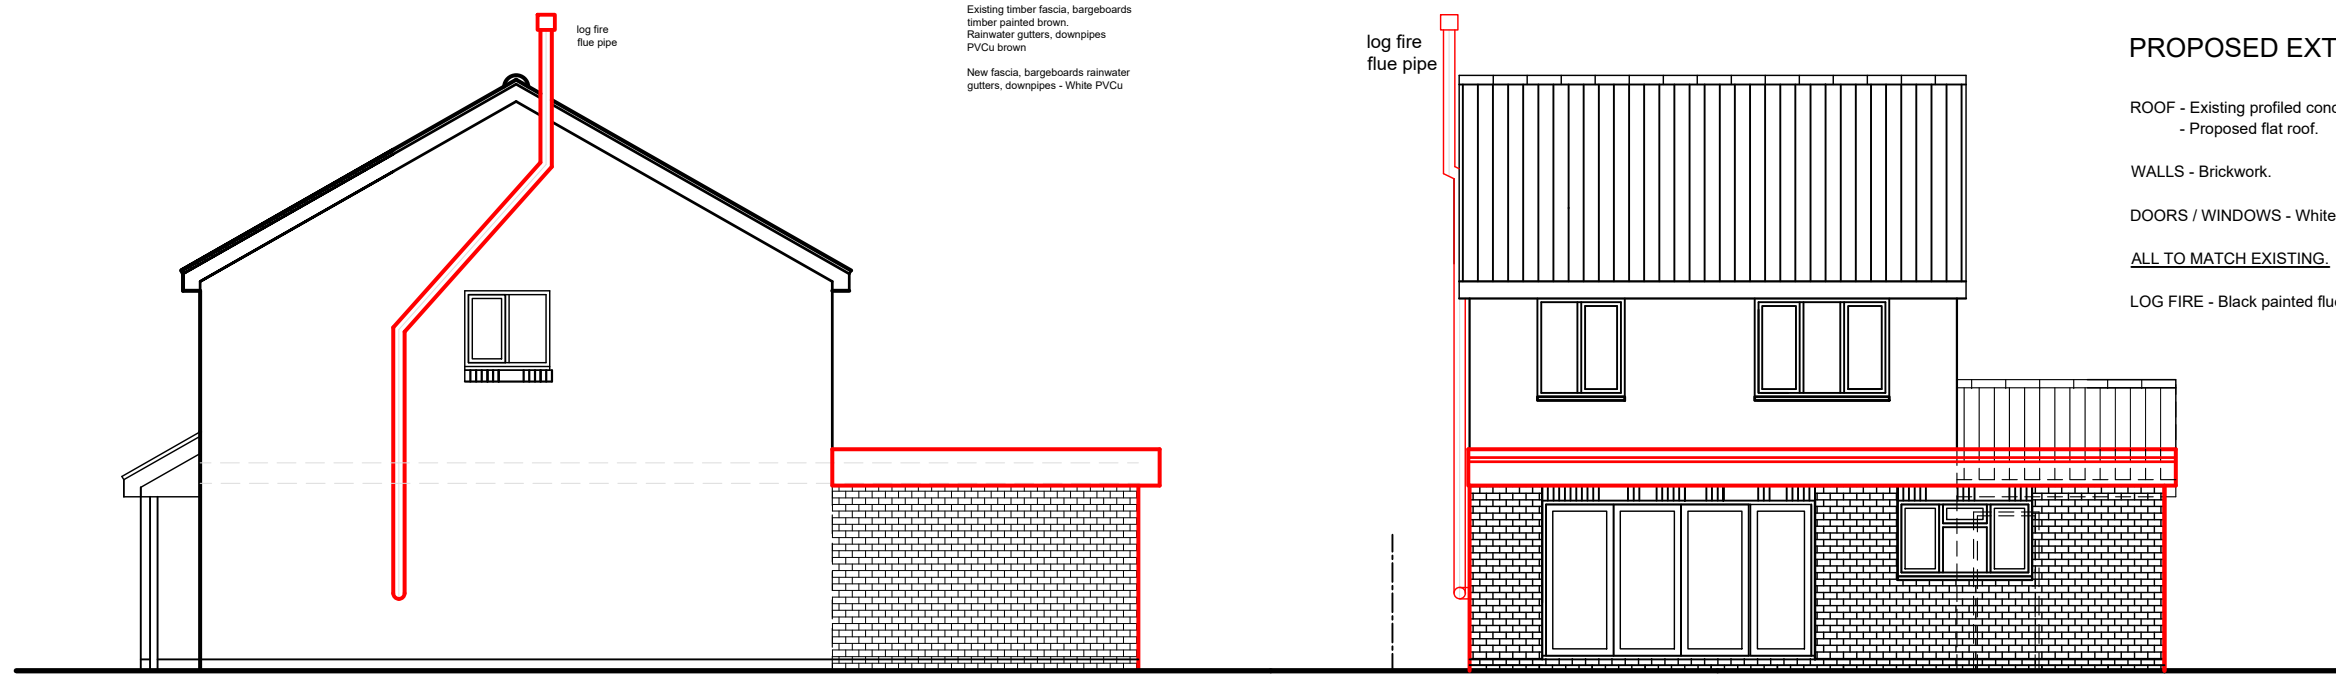 log fire
flue pipe
Existing timber fascia, bargeboards
timber painted brown.
Rainwater gutters, downpipes
PVCu brown
New fascia, bargeboards rainwater
gutters, downpipes - White PVCu
log fire
flue pipe
PROPOSED EXT
ROOF - Existing profiled conc
- Proposed flat roof.
WALLS - Brickwork.
DOORS / WINDOWS - White
ALL TO MATCH EXISTING.
LOG FIRE - Black painted flue